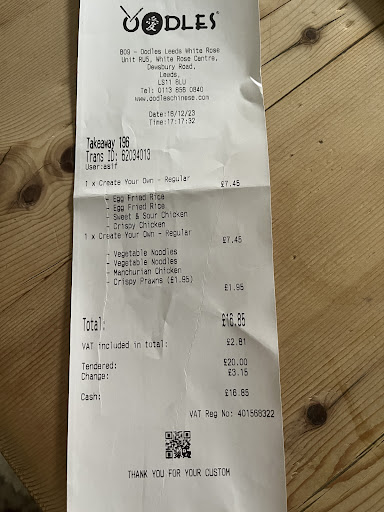 OODLES
B09 - Oodles Leeds White Rose
Unit RU5, White Rose Centre,
Dewsbury Road,
Leeds,
LS11 8LU
Tel: 0113 856 0840
www.oodleschinese.com
Date:15/12/23
Time:17:17:32
Takeaway 196
Trans ID: 62034013
User:asif
1 x Create Your Own - Regular £7.45
- Egg Fried Rice
- Egg Fried Rice
- Sweet & Sour Chicken
- Crispy Chicken
1 x Create Your Own - Regular £7.45
- Vegetable Noodles
- Vegetable Noodles
- Manchurian Chicken
- Crispy Prawns (£1.95) £1.95
Total: £16.85
VAT included in total: £2.81
Tendered: £20.00
Change: £3.15
Cash: £16.85
VAT Reg No: 401568322
THANK YOU FOR YOUR CUSTOM